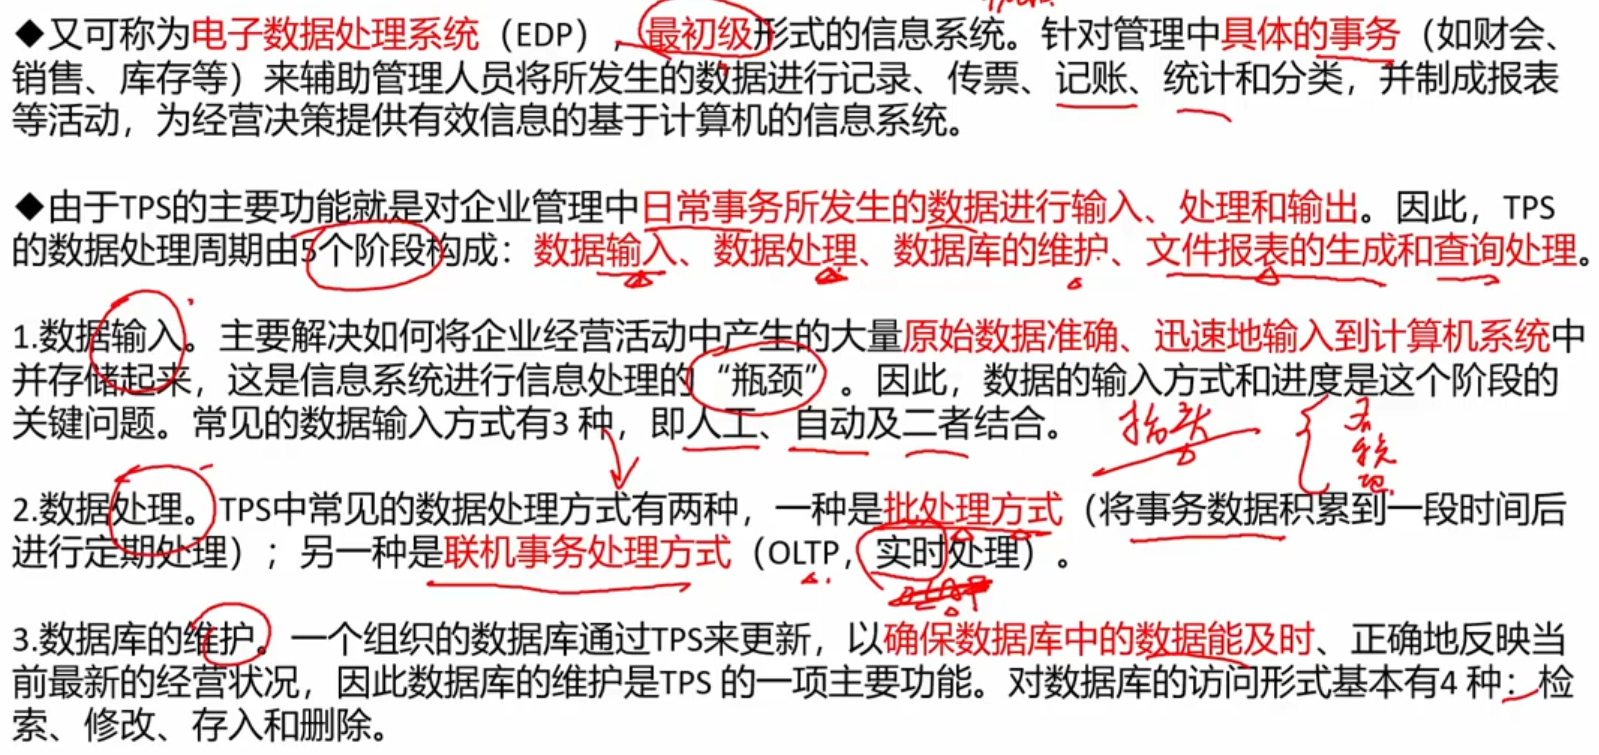 ◆又可称为电子数据处理系统（EDP），最初级形式的信息系统。针对管理中具体的事务（如财会、
销售、库存等）来辅助管理人员将所发生的数据进行记录、传票、记账、统计和分类，并制成报表
等活动，为经营决策提供有效信息的基于计算机的信息系统。
◆由于TPS的主要功能就是对企业管理中日常事务所发生的数据进行输入、处理和输出。因此，TPS
的数据处理周期由5个阶段构成：数据输入、数据处理、数据库的维护、文件报表的生成和查询处理。
1.数据输入。主要解决如何将企业经营活动中产生的大量原始数据准确、迅速地输入到计算机系统中
并存储起来，这是信息系统进行信息处理的“瓶颈”。因此，数据的输入方式和进度是这个阶段的
关键问题。常见的数据输入方式有3 种，即人工、自动及二者结合。
抬头
2.数据处理。TPS中常见的数据处理方式有两种，一种是批处理方式（将事务数据积累到一段时间后
进行定期处理）；另一种是联机事务处理方式（OLTP，实时处理）。
3.数据库的维护。一个组织的数据库通过TPS来更新，以确保数据库中的数据能及时、正确地反映当
前最新的经营状况，因此数据库的维护是TPS 的一项主要功能。对数据库的访问形式基本有4 种：检
索、修改、存入和删除。